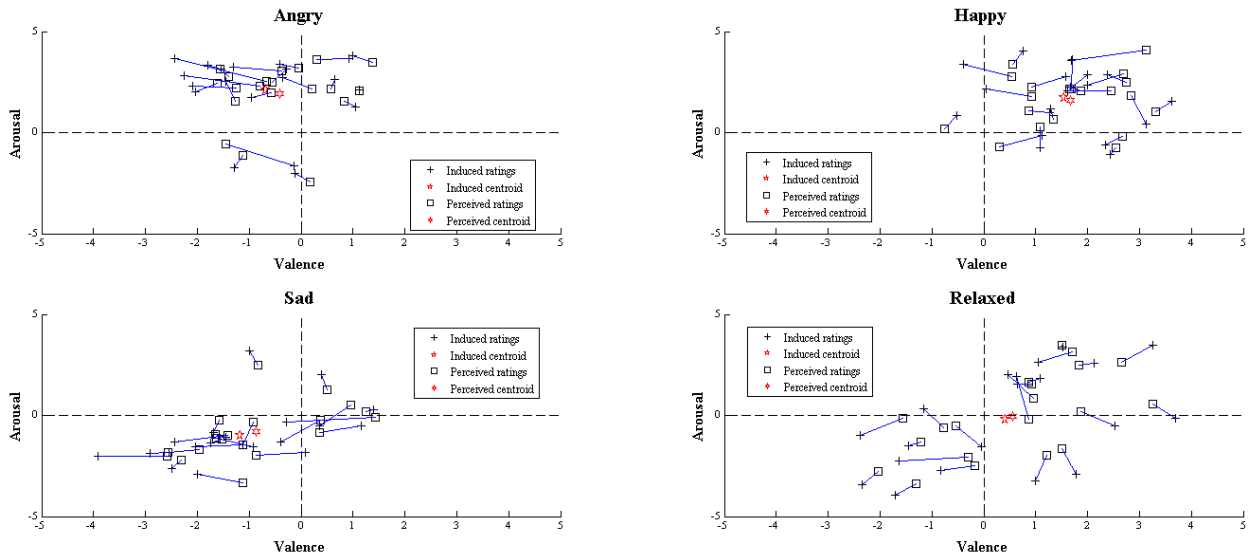 Angry
5
0
-5
Arousal
-5 -4 -3 -2 -1 0 1 2 3 4 5
Valence
Induced ratings
Induced centroid
Perceived ratings
Perceived centroid
Happy
5
0
-5
Arousal
-5 -4 -3 -2 -1 0 1 2 3 4 5
Valence
Induced ratings
Induced centroid
Perceived ratings
Perceived centroid
Sad
5
0
-5
Arousal
-5 -4 -3 -2 -1 0 1 2 3 4 5
Valence
Induced ratings
Induced centroid
Perceived ratings
Perceived centroid
Relaxed
5
0
-5
Arousal
-5 -4 -3 -2 -1 0 1 2 3 4 5
Valence
Induced ratings
Induced centroid
Perceived ratings
Perceived centroid